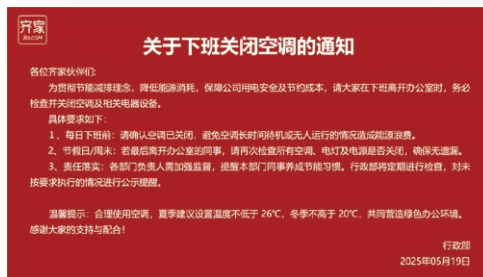 齐家
JIA.COM
关于下班关闭空调的通知
各位齐家伙伴们:
为贯彻节能减排理念，降低能源消耗，保障公司用电安全及节约成本，请大家在下班离开办公室时，务必
检查并关闭空调及相关电器设备。
具体要求如下：
1、每日下班前：请确认空调已关闭，避免空调长时间待机或无人运行的情况造成能源浪费。
2、节假日/周末：若最后离开办公室的同事，请再次检查所有空调、电灯及电源是否关闭，确保无遗漏。
3、责任落实：各部门负责人需加强监督，提醒本部门同事养成节能习惯。行政部将定期进行检查，对未
按要求执行的情况进行公示提醒。
温馨提示：合理使用空调，夏季建议设置温度不低于 26℃，冬季不高于 20℃，共同营造绿色办公环境。
感谢大家的支持与配合！
行政部
2025年05月19日